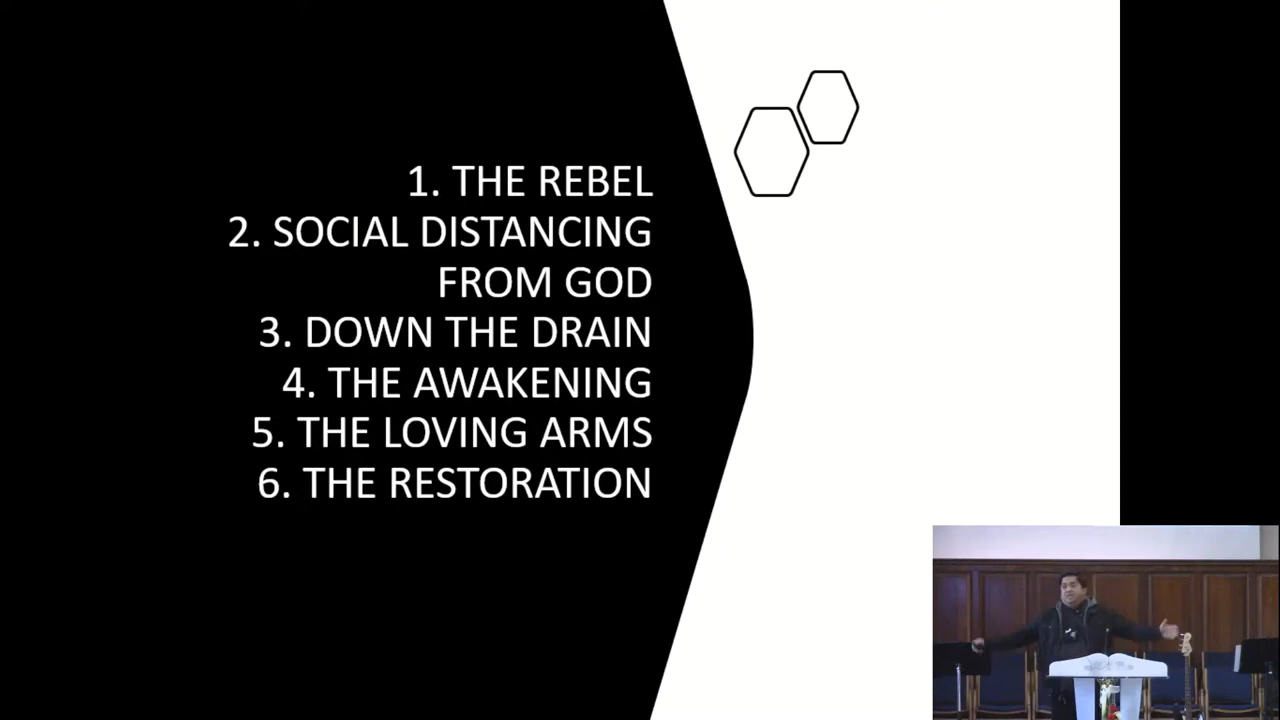 1. THE REBEL
2. SOCIAL DISTANCING
FROM GOD
3. DOWN THE DRAIN
4. THE AWAKENING
5. THE LOVING ARMS
6. THE RESTORATION